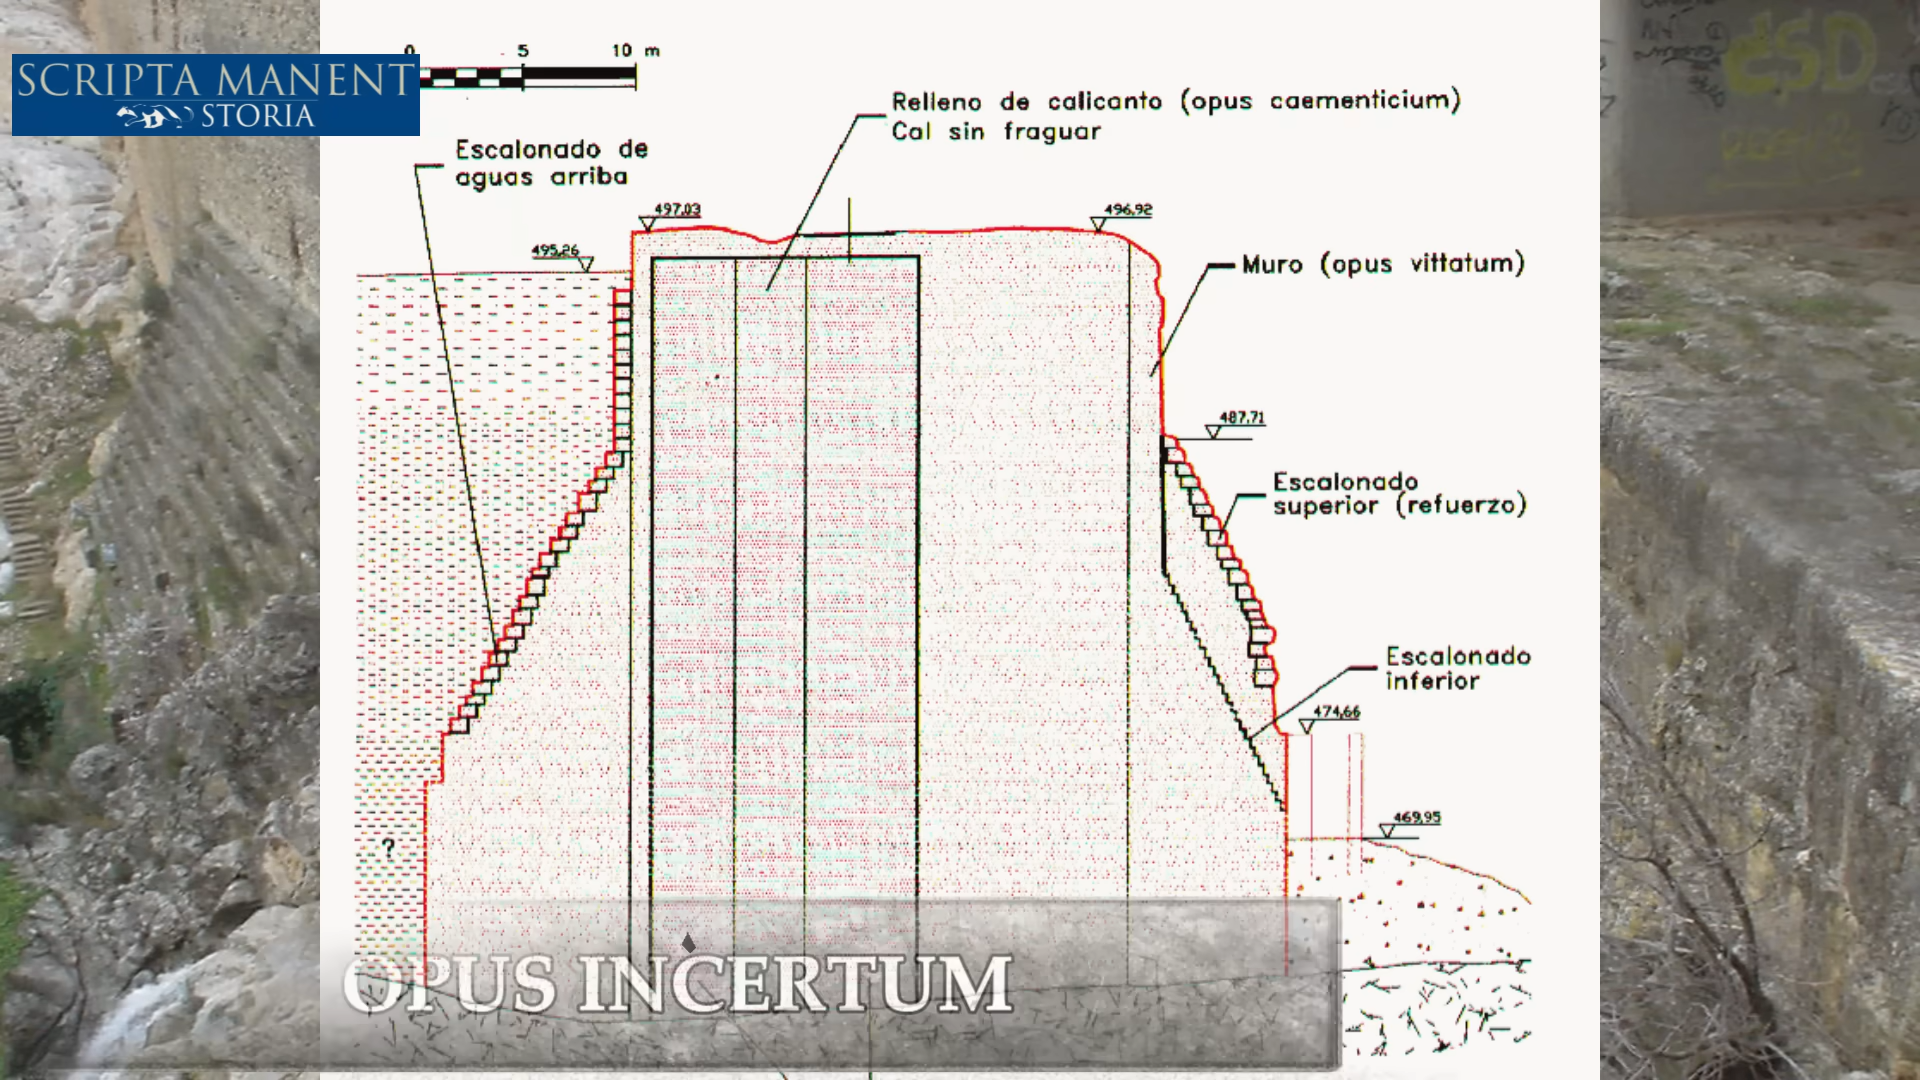 0 5 10 m
SCRIPTA MANENT
STORIA
Relleno de calicanto (opus caementicium)
Cal sin fraguar
Escalonado de
aguas arriba
497,03
496,92
495,26
Muro (opus vittatum)
487,71
Escalonado
superior (refuerzo)
Escalonado
inferior
474,66
469,95
?
OPUS INCERTUM